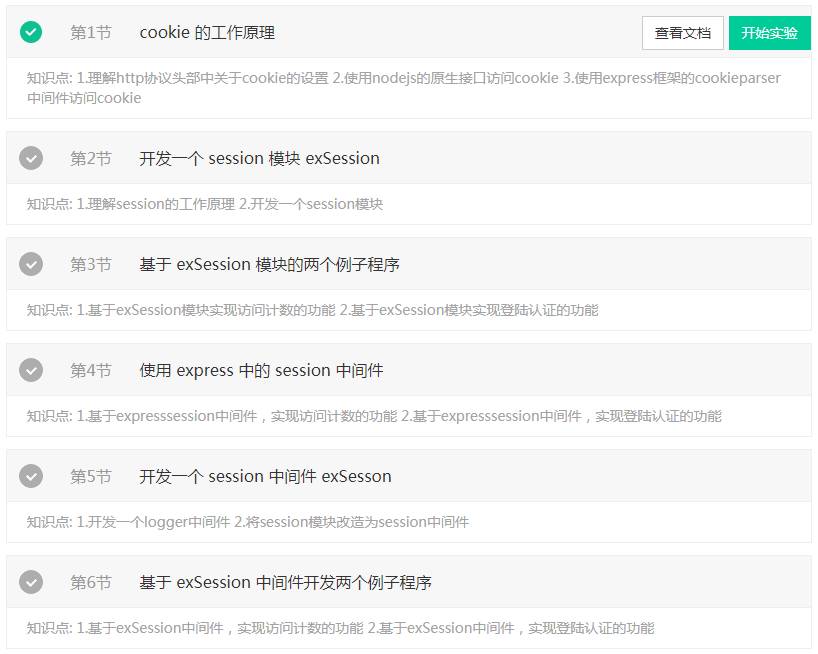 第1节 cookie 的工作原理 查看文档 开始实验
知识点: 1.理解http协议头部中关于cookie的设置 2.使用nodejs的原生接口访问cookie 3.使用express框架的cookieparser
中间件访问cookie
第2节 开发一个 session 模块 exSession
知识点: 1.理解session的工作原理 2.开发一个session模块
第3节 基于 exSession 模块的两个例子程序
知识点: 1.基于exSession模块实现访问计数的功能 2.基于exSession模块实现登陆认证的功能
第4节 使用 express 中的 session 中间件
知识点: 1.基于expresssession中间件，实现访问计数的功能 2.基于expresssession中间件，实现登陆认证的功能
第5节 开发一个 session 中间件 exSesson
知识点: 1.开发一个logger中间件 2.将session模块改造为session中间件
第6节 基于 exSession 中间件开发两个例子程序
知识点: 1.基于exSession中间件，实现访问计数的功能 2.基于exSession中间件，实现登陆认证的功能